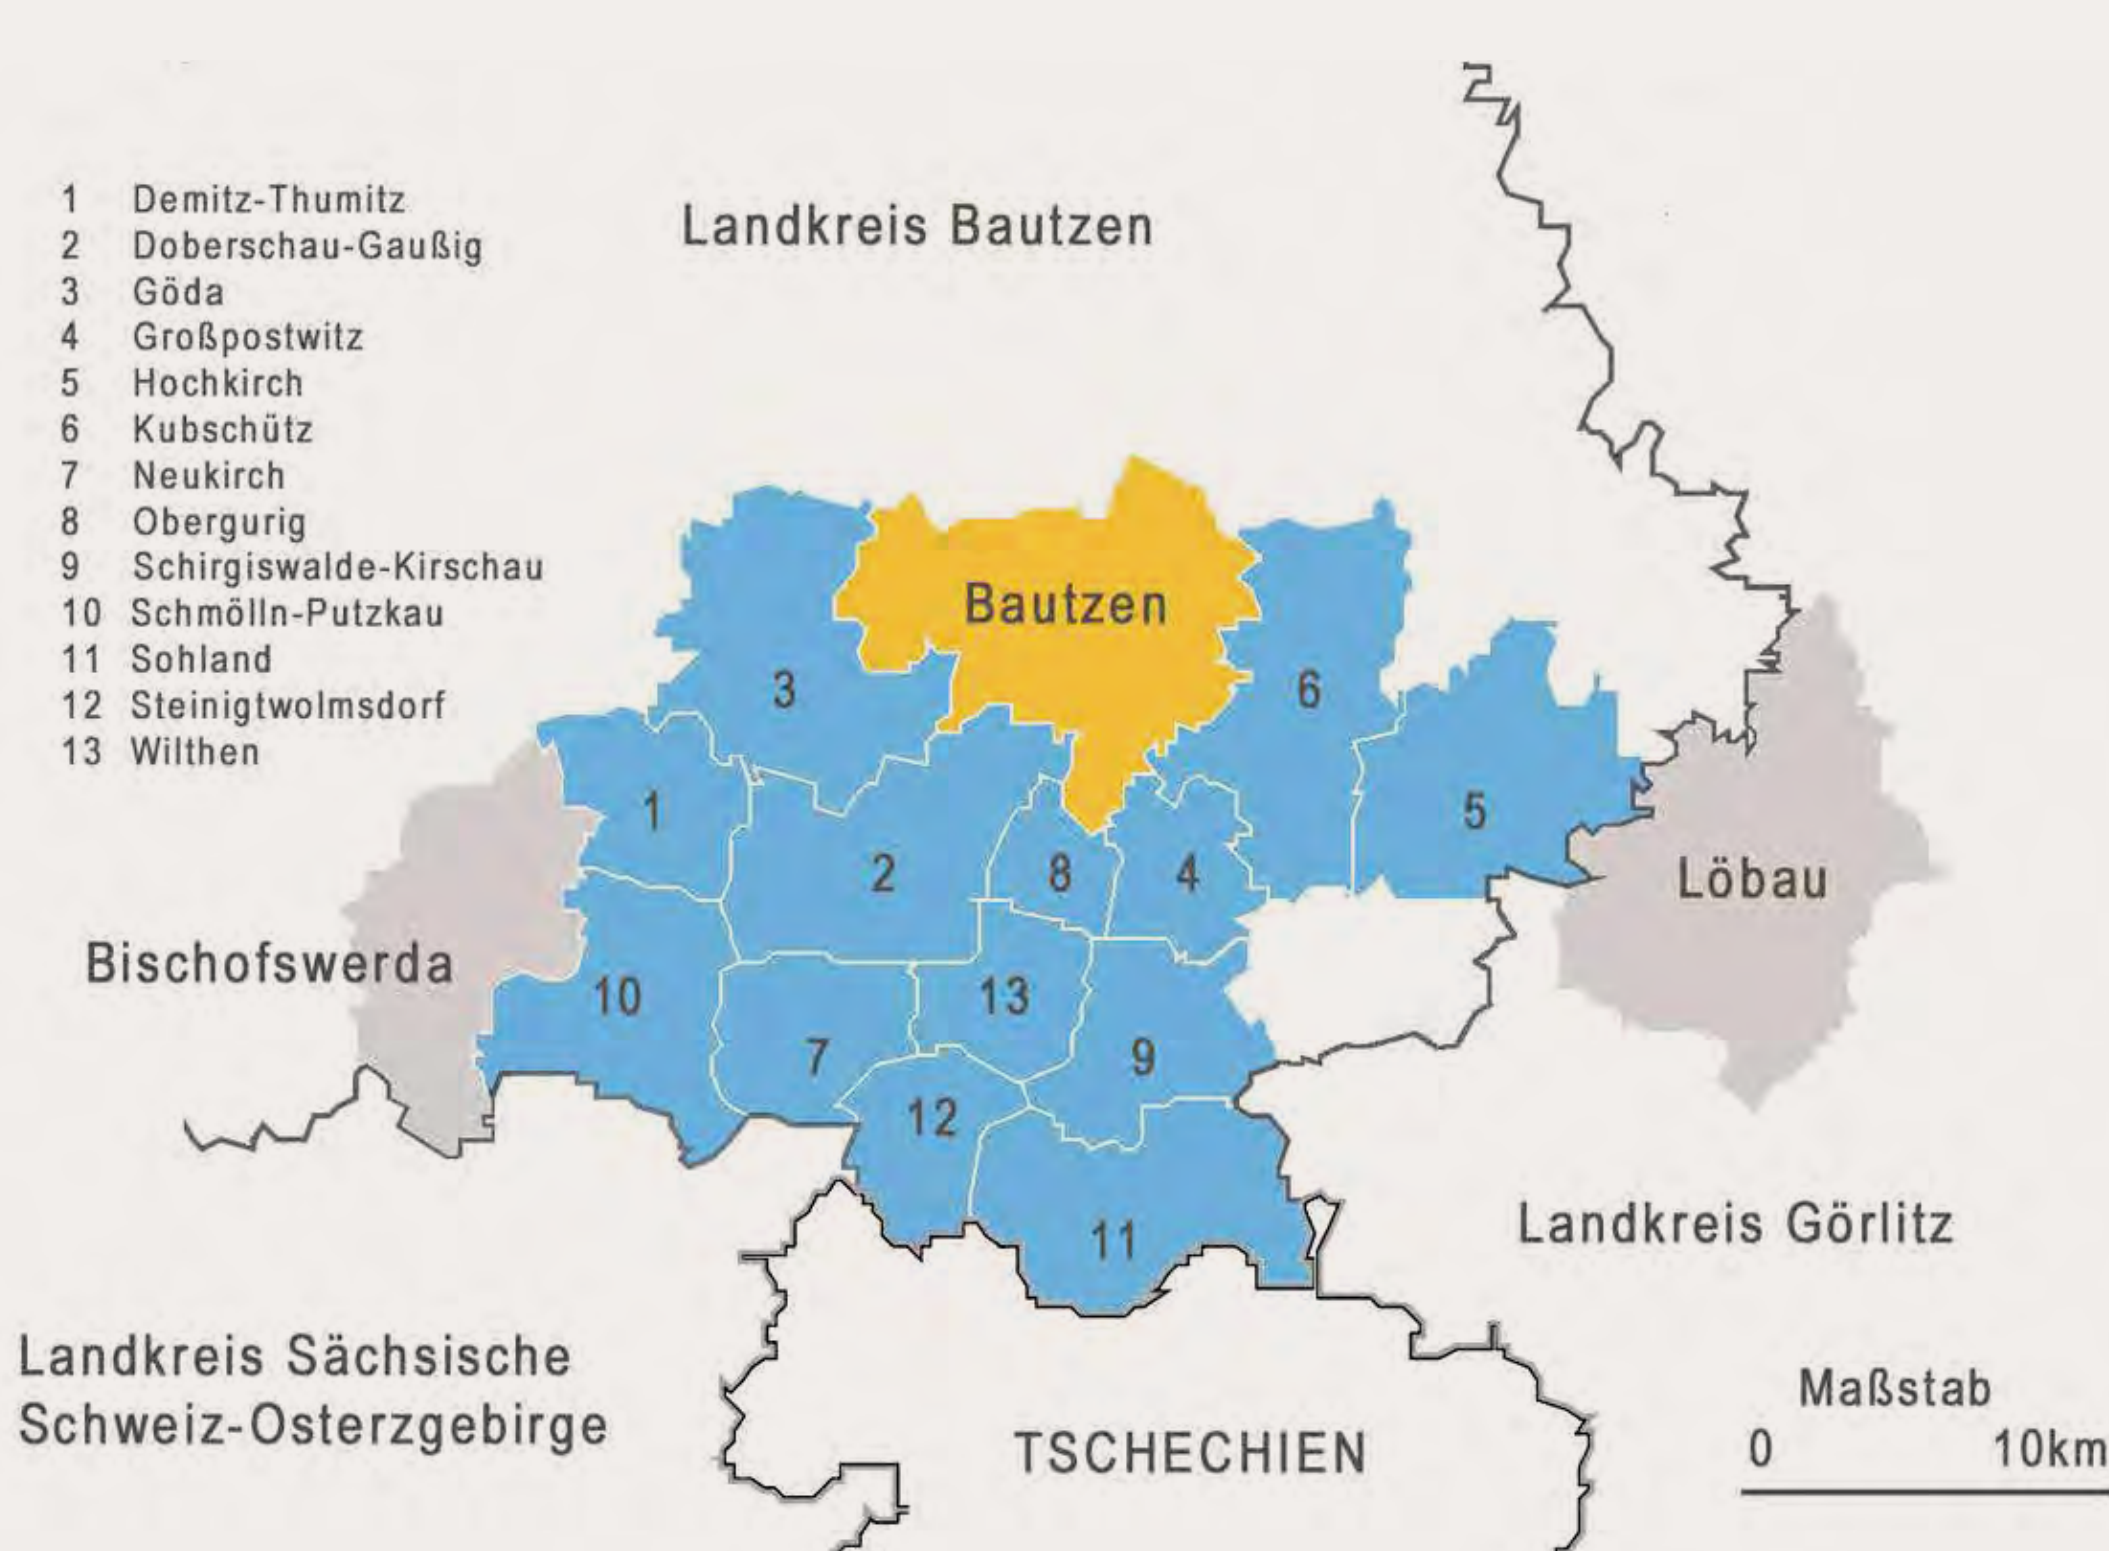 1 Demitz-Thumitz
2 Doberschau-Gaußig
3 Göda
4 Großpostwitz
5 Hochkirch
6 Kubschütz
7 Neukirch
8 Obergurig
9 Schirgiswalde-Kirschau
10 Schmölln-Putzkau
11 Sohland
12 Steinigtwolmsdorf
13 Wilthen
Landkreis Bautzen
Bautzen
3
6
1
5
2
8
4
Löbau
Bischofswerda
10
13
7
9
12
11
Landkreis Görlitz
Landkreis Sächsische
Schweiz-Osterzgebirge
TSCHECHIEN
Maßstab
0 10km